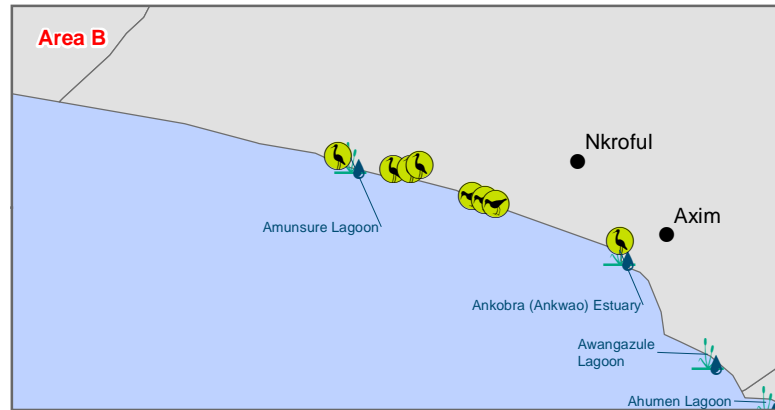 Area B
Nkroful
Axim
Amunsure Lagoon
Ankobra (Ankwao) Estuary
Awangazule
Lagoon
Ahumen Lagoon